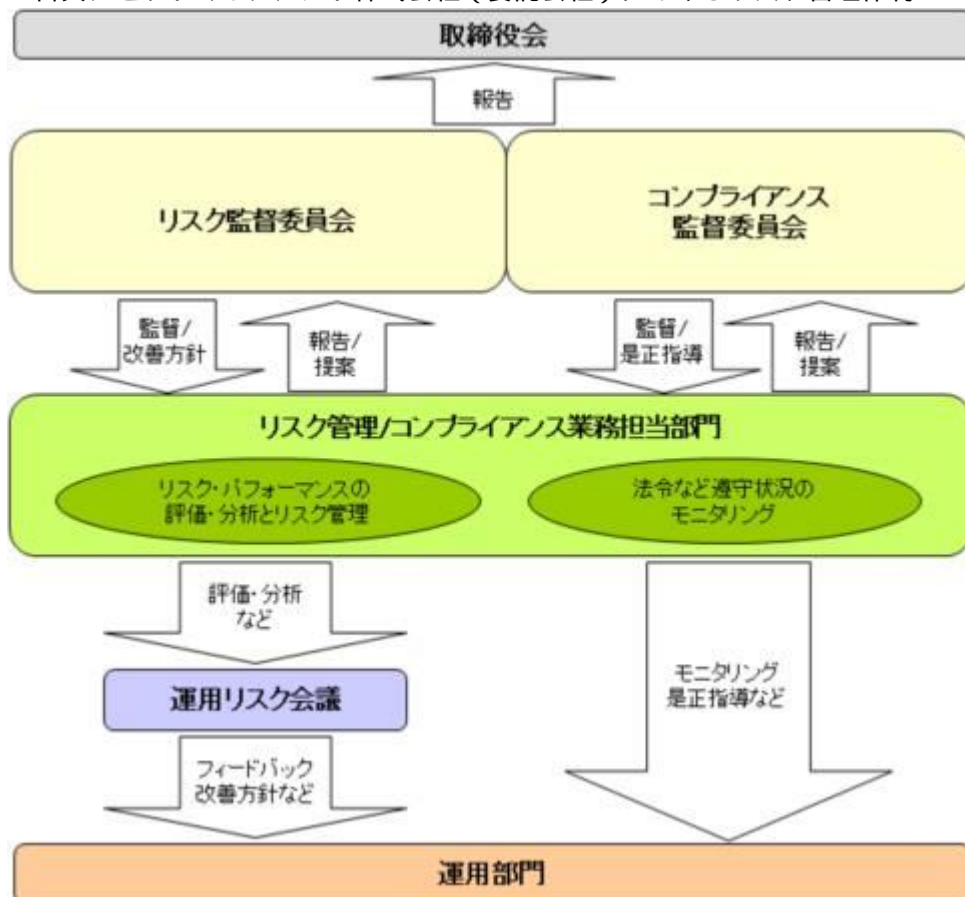 取締役会
報告
リスク監督委員会
コンプライアンス
監督委員会
監督/
改善方針
報告/
提案
監督/
是正指導
報告/
提案
リスク管理/コンプライアンス業務担当部門
リスク・パフォーマンスの
評価・分析とリスク管理
法令など遵守状況の
モニタリング
評価・分析
など
運用リスク会議
モニタリング
是正指導など
フィードバック
改善方針など
運用部門